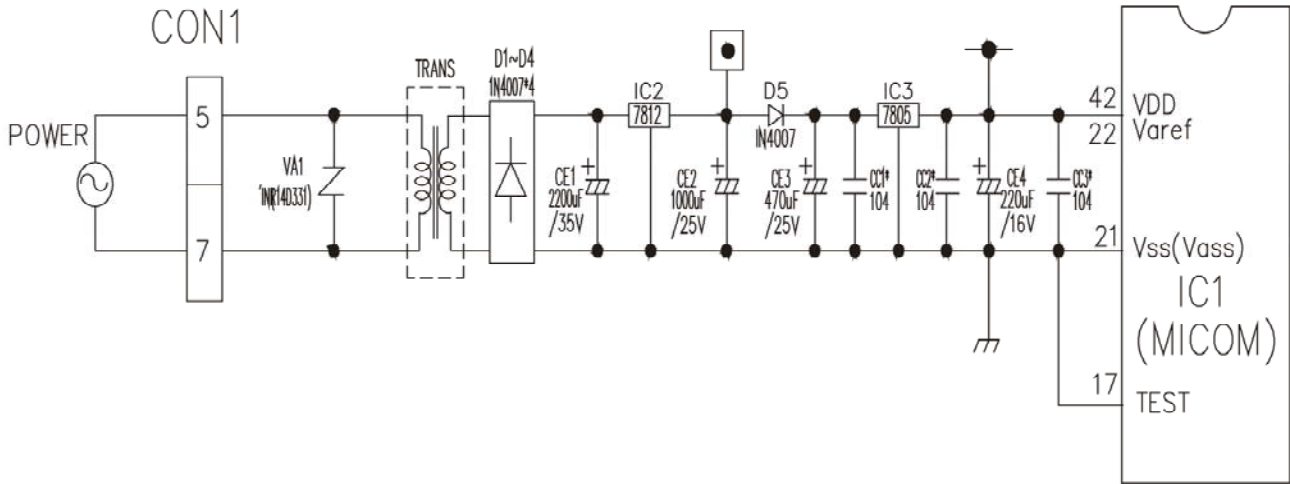 CON1
POWER
5
7
VA1
INR14D331)
TRANS
D1~D4
1N4007*4
CE1
2200uF
/35V
IC2
7812
CE2
1000uF
/25V
D5
IN4007
CE3
470uF
/25V
CC1*
104
IC3
7805
CC2*
104
CE4
220uF
/16V
CC3*
104
42
22
VDD
Varef
21
Vss(Vass)
IC1
(MICOM)
17
TEST